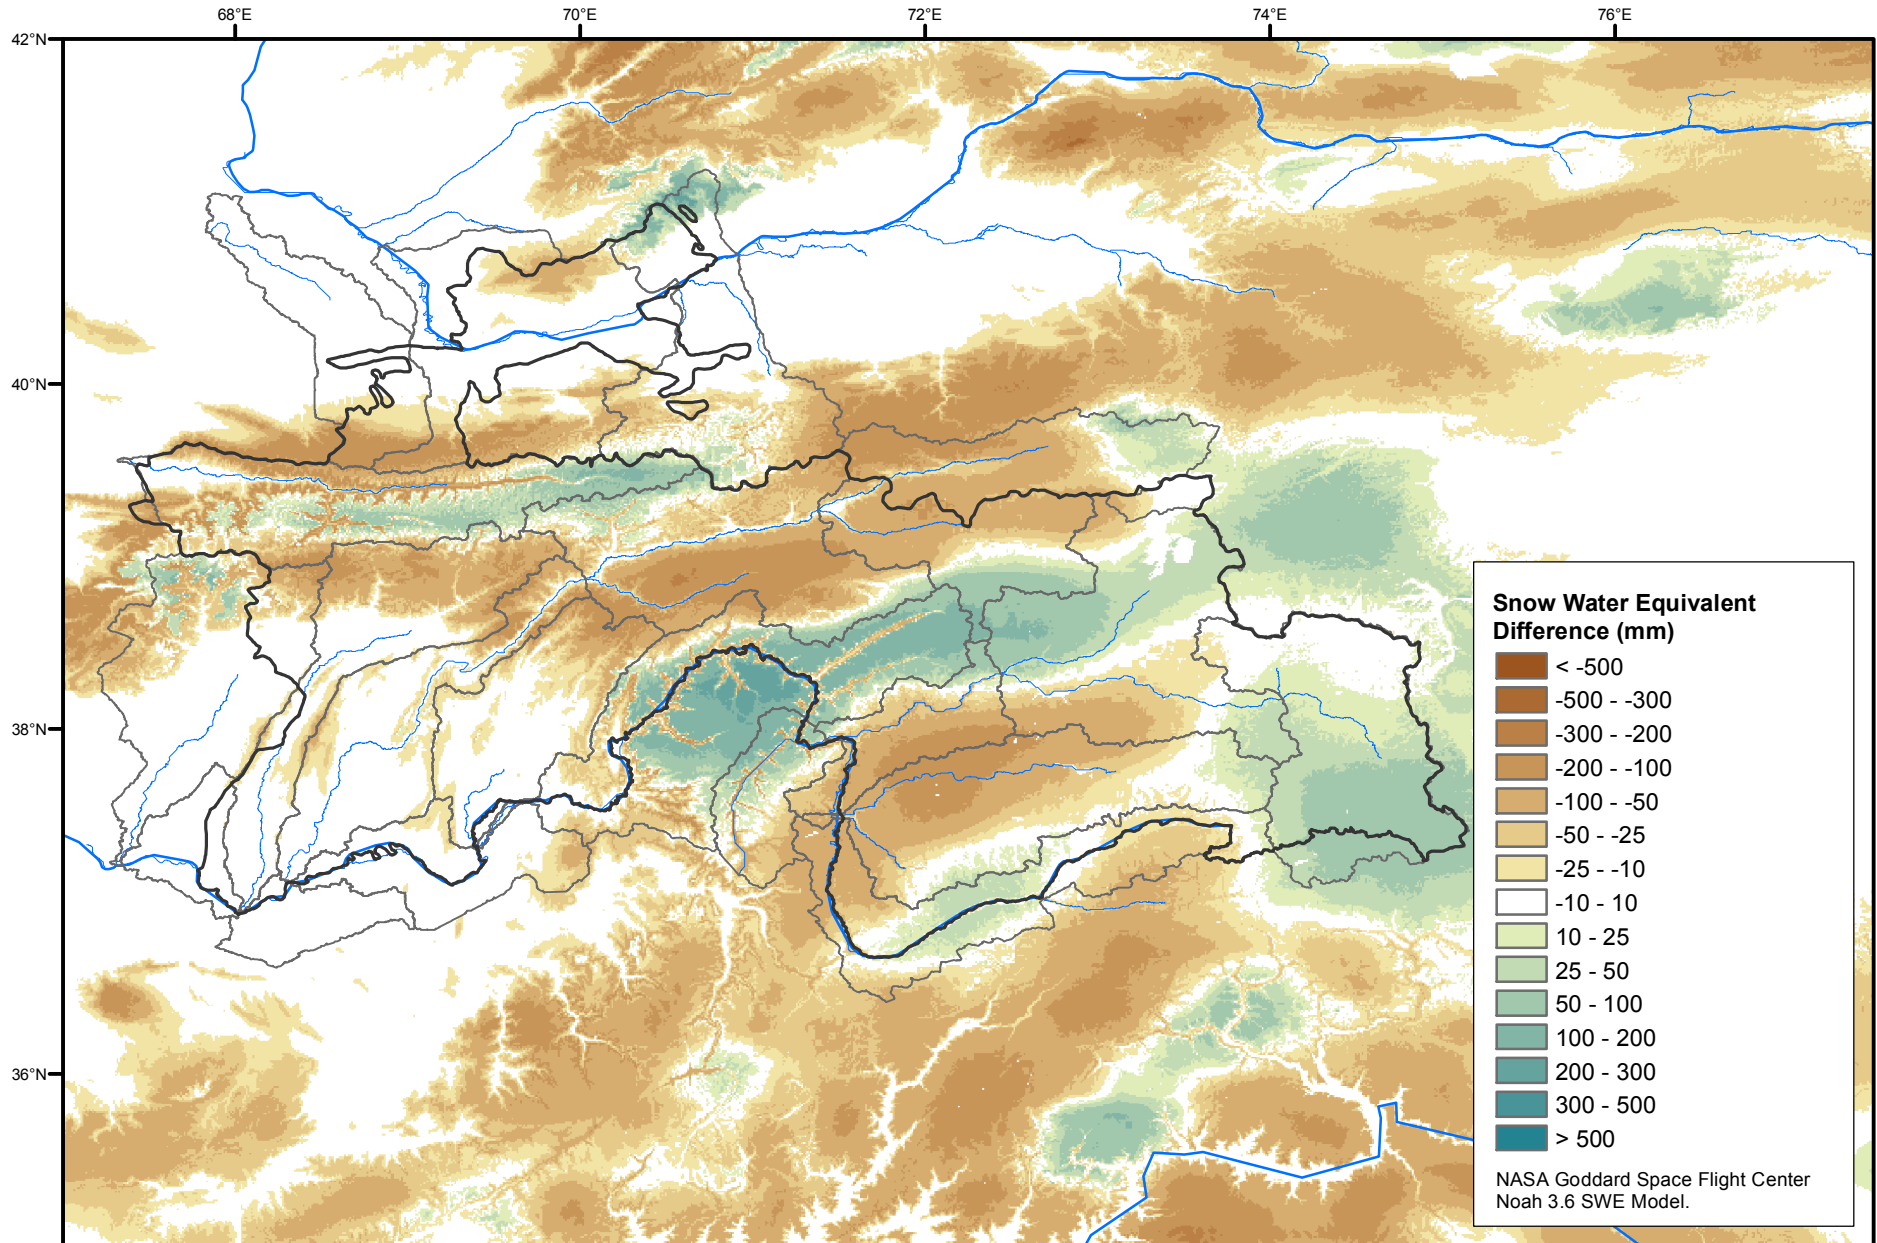 68°E
70°E
72°E
74°E
76°E
42°N
40°N
38°N
36°N
Snow Water Equivalent
Difference (mm)
< -500
-500 - -300
-300 - -200
-200 - -100
-100 - -50
-50 - -25
-25 - -10
-10 - 10
10 - 25
25 - 50
50 - 100
100 - 200
200 - 300
300 - 500
> 500
NASA Goddard Space Flight Center
Noah 3.6 SWE Model.